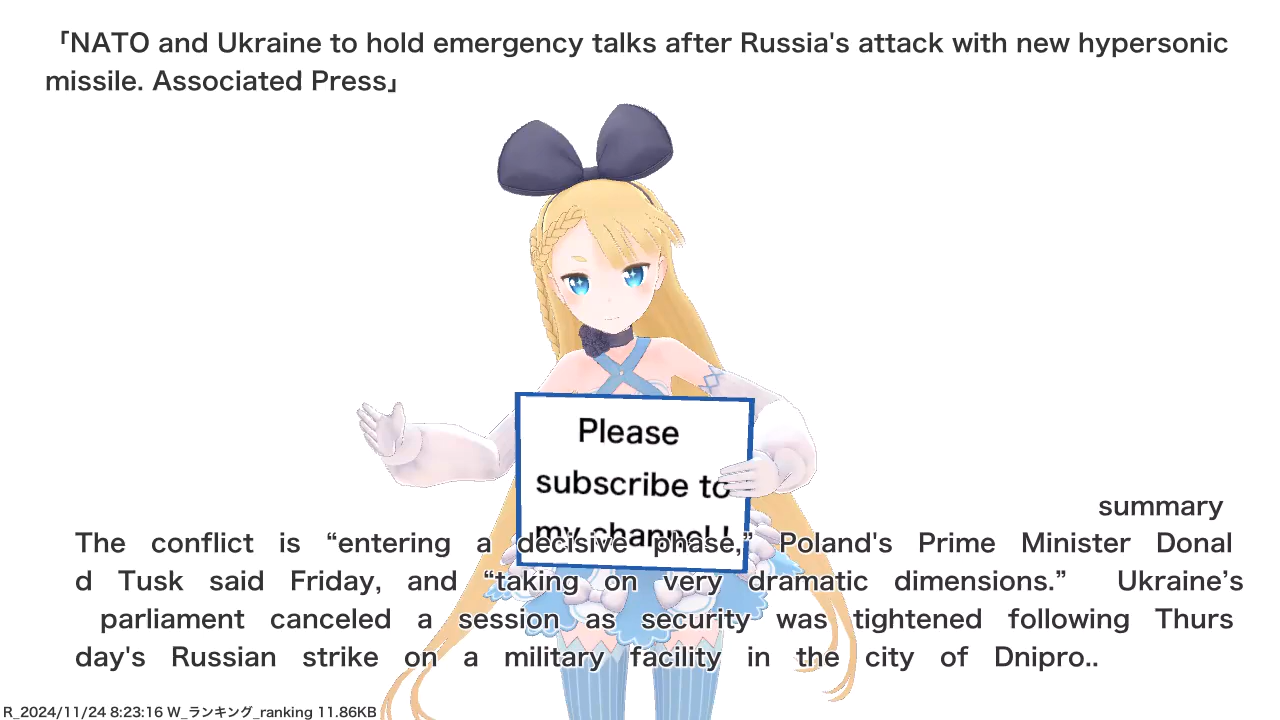 「NATO and Ukraine to hold emergency talks after Russia's attack with new hypersonic
missile. Associated Press」
Please
subscribe to
my channel !
summary
The conflict is “entering a decisive phase,” Poland's Prime Minister Donal
d Tusk said Friday, and “taking on very dramatic dimensions.” Ukraine’s
parliament canceled a session as security was tightened following Thurs
day's Russian strike on a military facility in the city of Dnipro..
R_2024/11/24 8:23:16 W_ランキング_ranking 11.86KB